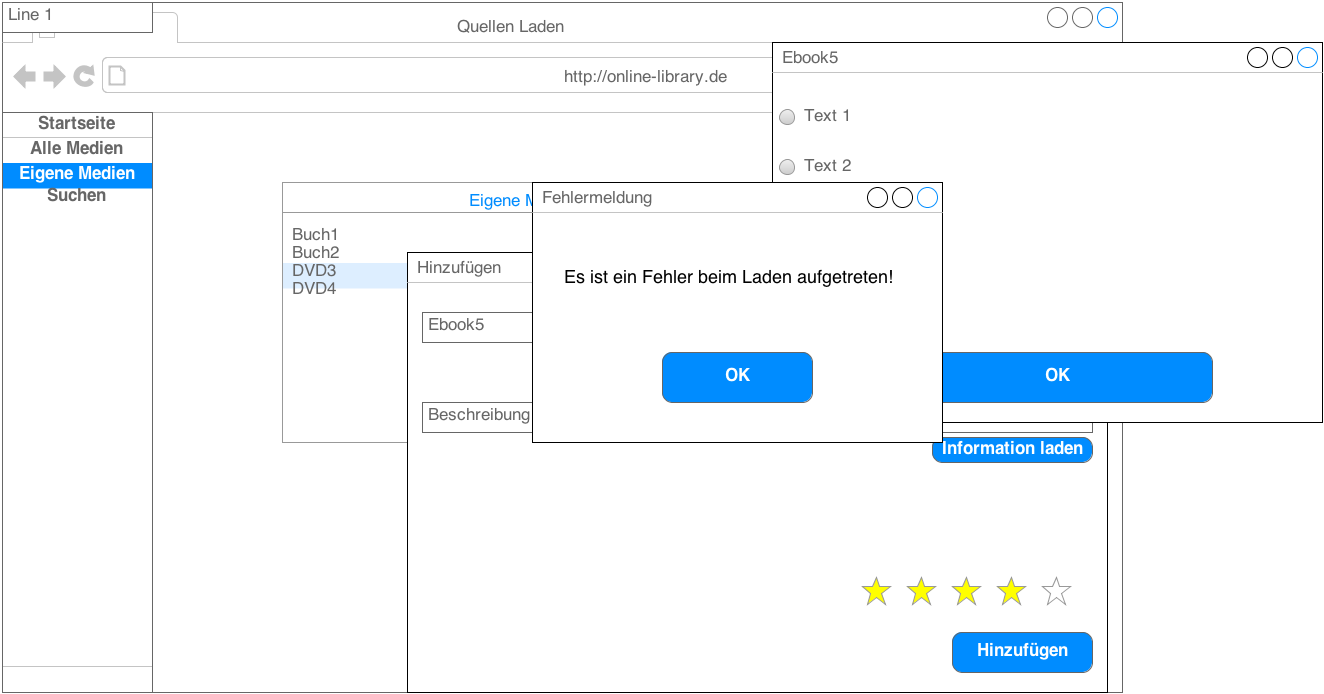 Line 1
Quellen Laden
http://online-library.de
Ebook5
Text 1
Text 2
Startseite
Alle Medien
Eigene Medien
Suchen
Eigene
Buch1
Buch2
DVD3
DVD4
Hinzufügen
Ebook5
Beschreibung
Fehlermeldung
Es ist ein Fehler beim Laden aufgetreten!
OK
OK
Information laden
Hinzufügen